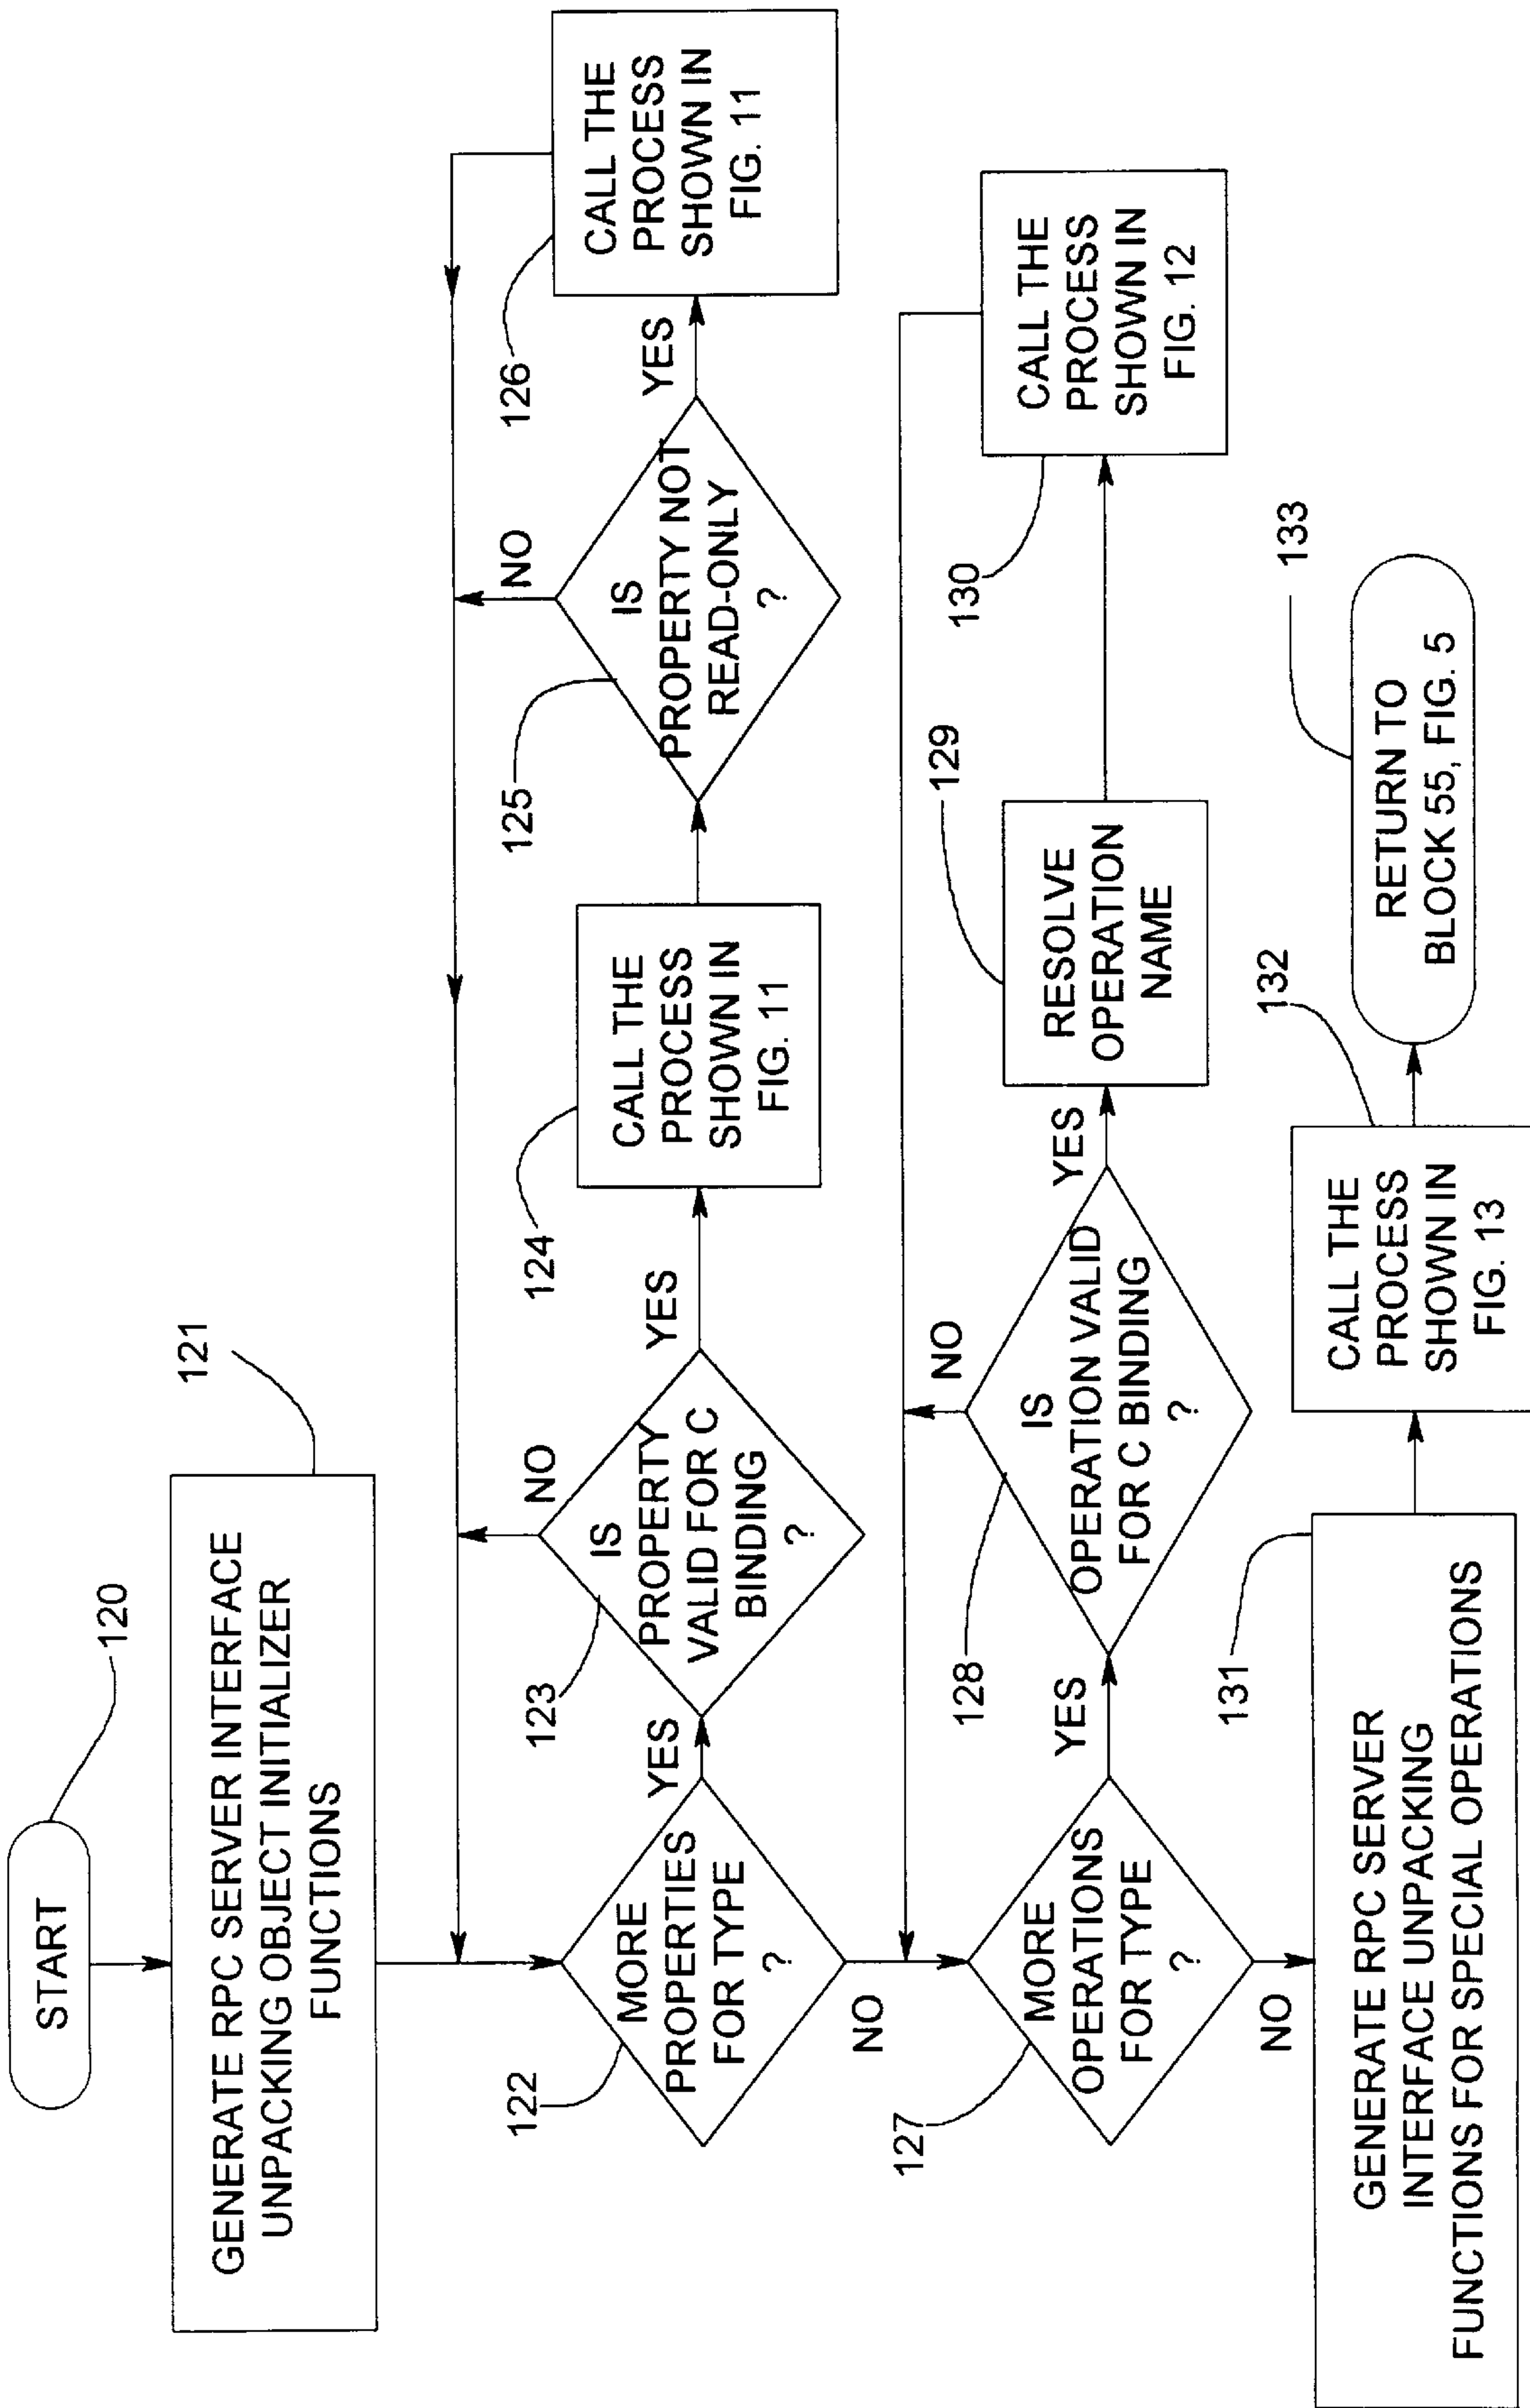 START
120
GENERATE RPC SERVER INTERFACE
UNPACKING OBJECT INITIALIZER
FUNCTIONS
121
MORE
PROPERTIES
FOR TYPE
?
122
YES
NO
IS
PROPERTY
VALID FOR C
BINDING
?
123
NO
YES
CALL THE
PROCESS
SHOWN IN
FIG. 11
124
IS
PROPERTY NOT
READ-ONLY
?
125
NO
YES
CALL THE
PROCESS
SHOWN IN
FIG. 11
126
MORE
OPERATIONS
FOR TYPE
?
127
YES
NO
IS
OPERATION VALID
FOR C BINDING
?
128
NO
YES
RESOLVE
OPERATION
NAME
129
CALL THE
PROCESS
SHOWN IN
FIG. 12
130
GENERATE RPC SERVER
INTERFACE UNPACKING
FUNCTIONS FOR SPECIAL OPERATIONS
131
CALL THE
PROCESS
SHOWN IN
FIG. 13
132
RETURN TO
BLOCK 55, FIG. 5
133